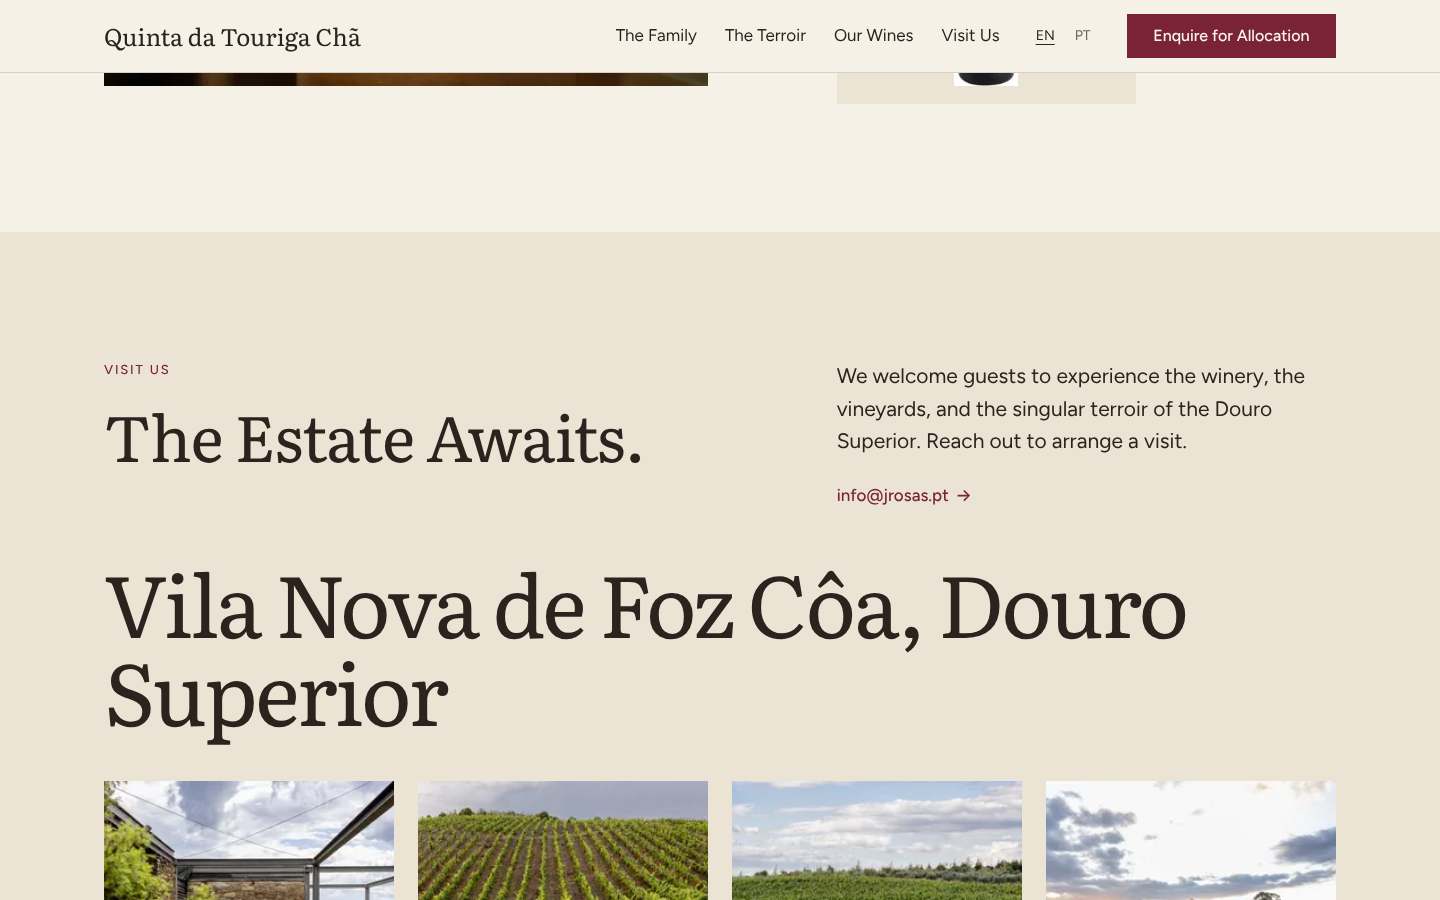 Quinta da Touriga Chã
The Family
The Terroir
Our Wines
Visit Us
EN
PT
Enquire for Allocation
VISIT US
The Estate Awaits.
We welcome guests to experience the winery, the
vineyards, and the singular terroir of the Douro
Superior. Reach out to arrange a visit.
info@jrosas.pt →
Vila Nova de Foz Côa, Douro
Superior